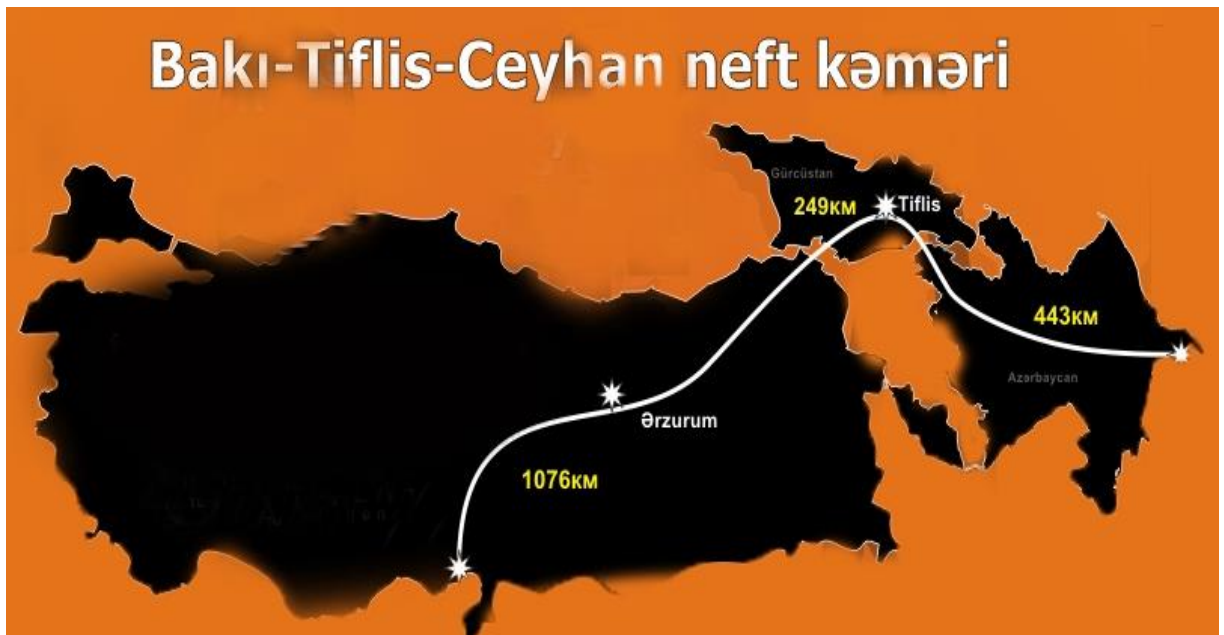 Bakı-Tiflis-Ceyhan neft kəməri
Gürcüstan
249км
Tiflis
443км
Azərbaycan
Ərzurum
1076км